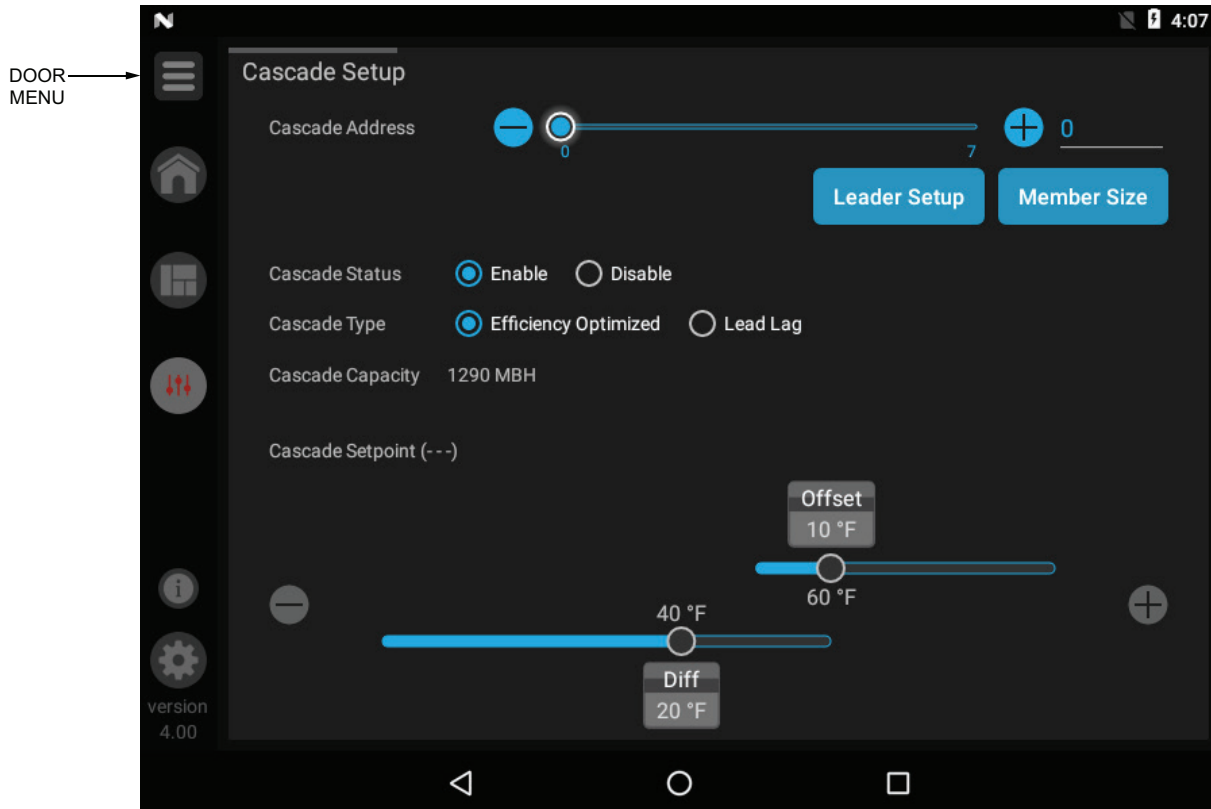 4:07
DOOR
MENU
Cascade Setup
Cascade Address
0
0
7
Leader Setup
Member Size
Cascade Status
Enable
Disable
Cascade Type
Efficiency Optimized
Lead Lag
Cascade Capacity
1290 MBH
Cascade Setpoint (---)
Offset
10 °F
60 °F
40 °F
Diff
20 °F
version
4.00